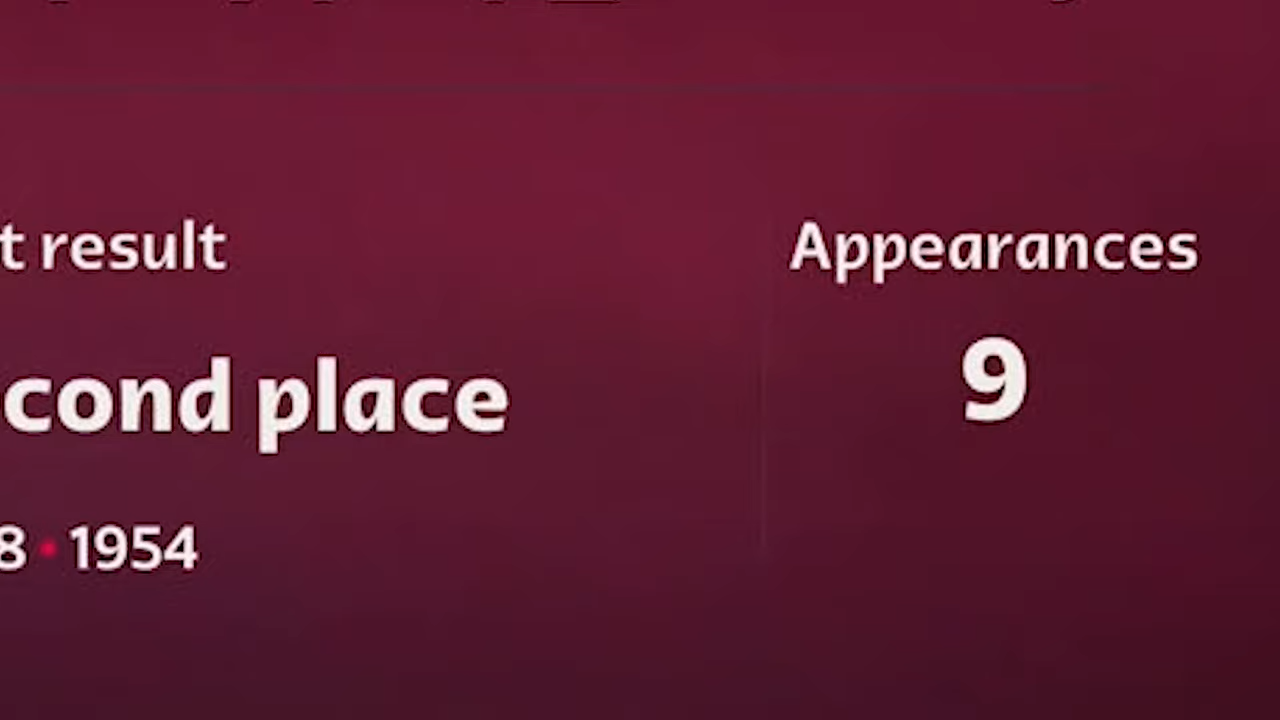 t result
Appearances
cond place
9
8 • 1954